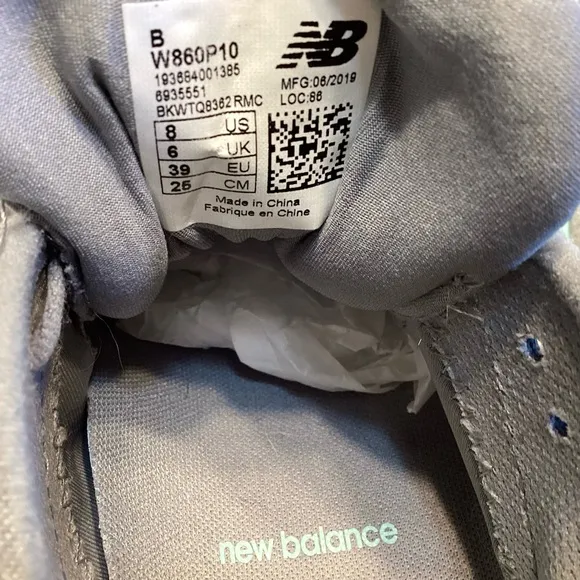 B
W860P10
193684001385
6935551
BKWTQ8362 RMC
NB
MFG:06/2019
LOC:86
8 US
6 UK
39 EU
25 CM
Made in China
Fabrique en Chine
new balance